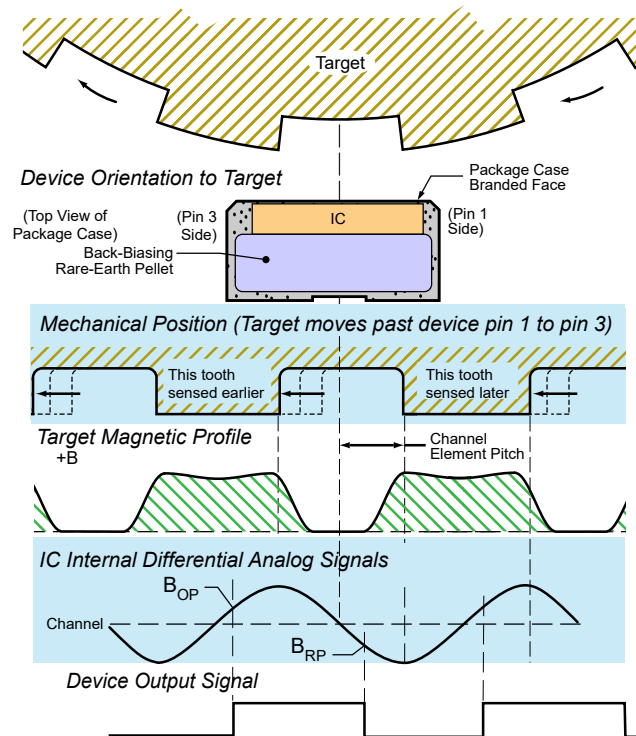 Target
Device Orientation to Target
Package Case
Branded Face
(Top View of
Package Case)
(Pin 3
Side)
IC
(Pin 1
Side)
Back-Biasing
Rare-Earth Pellet
Mechanical Position (Target moves past device pin 1 to pin 3)
This tooth
sensed earlier
This tooth
sensed later
Target Magnetic Profile
+B
Channel
Element Pitch
IC Internal Differential Analog Signals
BOP
Channel
BRP
Device Output Signal